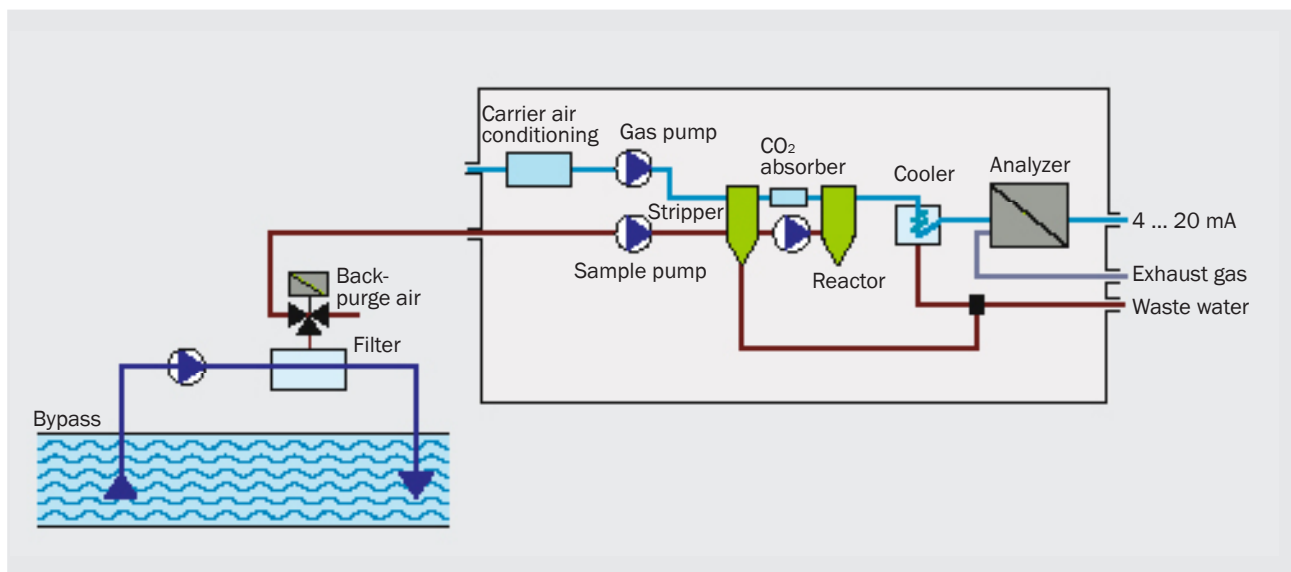 Carrier air
conditioning
Gas pump
CO₂
absorber
Cooler
Analyzer
Stripper
4 ... 20 mA
Sample pump
Reactor
Exhaust gas
Waste water
Back-
purge air
Filter
Bypass